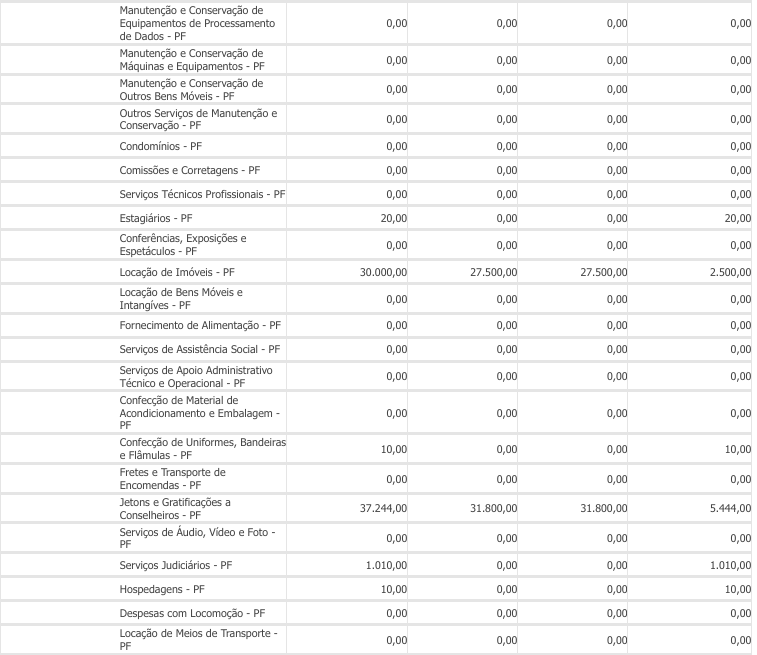 Manutenção e Conservação de
Equipamentos de Processamento
de Dados - PF
0,00 0,00 0,00 0,00
Manutenção e Conservação de
Máquinas e Equipamentos - PF
0,00 0,00 0,00 0,00
Manutenção e Conservação de
Outros Bens Móveis - PF
0,00 0,00 0,00 0,00
Outros Serviços de Manutenção e
Conservação - PF
0,00 0,00 0,00 0,00
Condomínios - PF 0,00 0,00 0,00 0,00
Comissões e Corretagens - PF 0,00 0,00 0,00 0,00
Serviços Técnicos Profissionais - PF 0,00 0,00 0,00 0,00
Estagiários - PF 20,00 0,00 0,00 20,00
Conferências, Exposições e
Espetáculos - PF
0,00 0,00 0,00 0,00
Locação de Imóveis - PF 30.000,00 27.500,00 27.500,00 2.500,00
Locação de Bens Móveis e
Intangíves - PF
0,00 0,00 0,00 0,00
Fornecimento de Alimentação - PF 0,00 0,00 0,00 0,00
Serviços de Assistência Social - PF 0,00 0,00 0,00 0,00
Serviços de Apoio Administrativo
Técnico e Operacional - PF
0,00 0,00 0,00 0,00
Confecção de Material de
Acondicionamento e Embalagem -
PF
0,00 0,00 0,00 0,00
Confecção de Uniformes, Bandeiras
e Flâmulas - PF
10,00 0,00 0,00 10,00
Fretes e Transporte de
Encomendas - PF
0,00 0,00 0,00 0,00
Jetons e Gratificações a
Conselheiros - PF
37.244,00 31.800,00 31.800,00 5.444,00
Serviços de Áudio, Vídeo e Foto -
PF
0,00 0,00 0,00 0,00
Serviços Judiciários - PF 1.010,00 0,00 0,00 1.010,00
Hospedagens - PF 10,00 0,00 0,00 10,00
Despesas com Locomoção - PF 0,00 0,00 0,00 0,00
Locação de Meios de Transporte -
PF
0,00 0,00 0,00 0,00